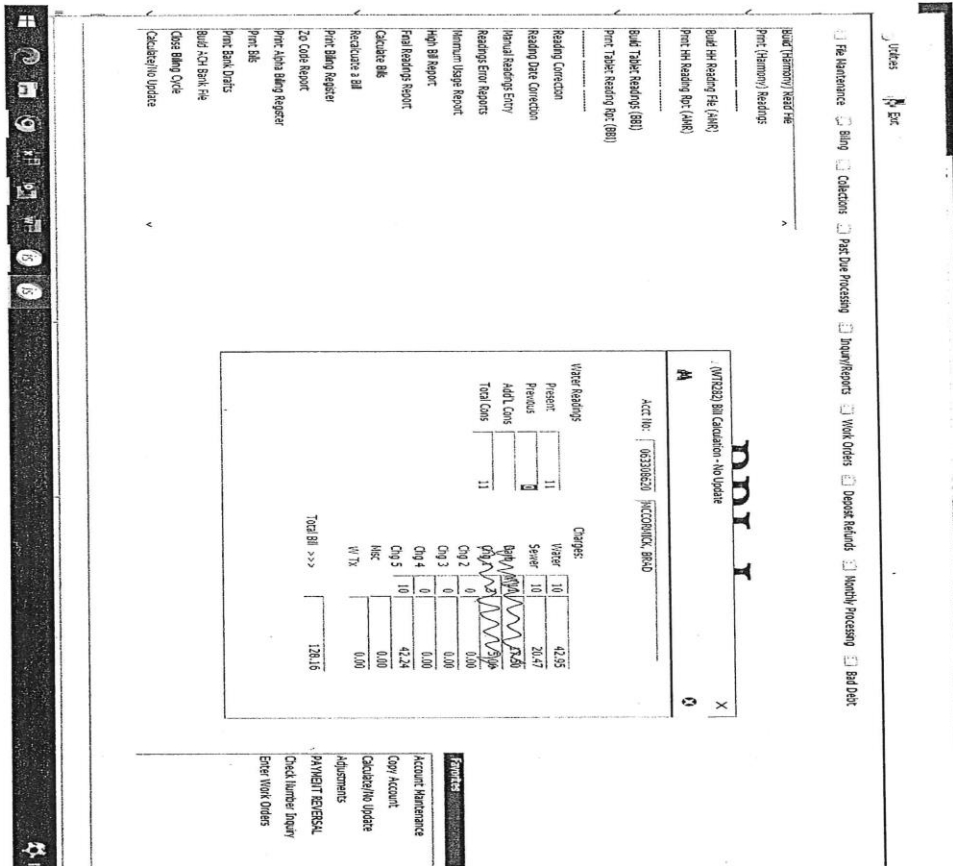 Utilities Exit
File Maintenance Billing Collections Past Due Processing Inquiry/Reports Work Orders Deposit Refunds Monthly Processing Bad Debt
Build (Harmony) Read File
Print (Harmony) Readings
Build HH Reading File (AMR)
Print HH Reading Rpt (AMR)
Build Tablet Readings (BBI)
Print Tablet Reading Rpt (BBI)
Reading Correction
Reading Date Correction
Manual Readings Entry
Readings Error Reports
Minimum Usage Report
High Bill Report
Final Readings Report
Calculate Bills
Recalcuate a Bill
Print Billing Register
Zip Code Report
Print Alpha Billing Register
Print Bills
Print Bank Drafts
Build ACH Bank File
Close Billing Cycle
Calculate/No Update
(WTR282) Bill Calculation - No Update X
Acct No: 063308620 MCCORMICK, BRAD
Water Readings
Present 11
Previous 0
Add'L Cons
Total Cons 11
Charges:
Water 10 42.95
Sewer 10 20.47
Chg 2 0 0.00
Chg 3 0 0.00
Chg 4 0 0.00
Chg 5 10 42.24
Misc 0.00
W Tx 0.00
Total Bill >>> 128.16
Favorites
Account Maintenance
Copy Account
Calculate/No Update
Adjustments
PAYMENT REVERSAL
Check Number Inquiry
Enter Work Orders